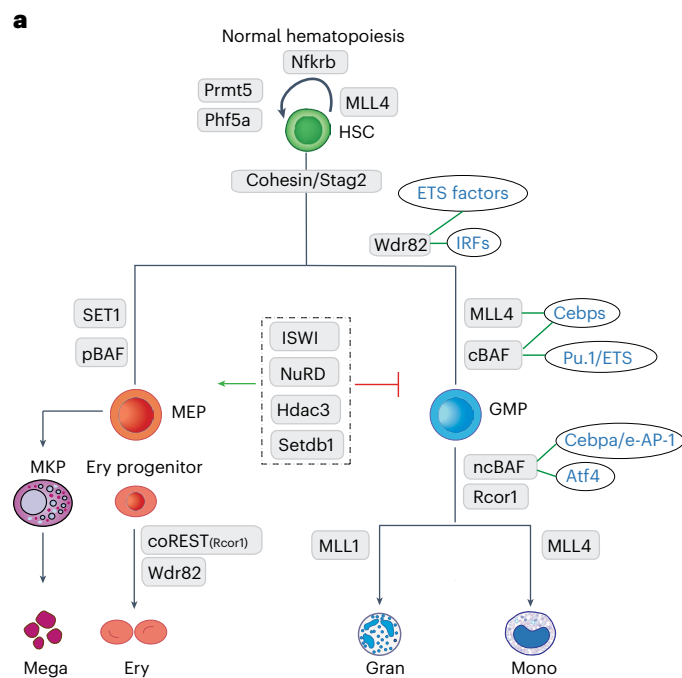 a
Normal hematopoiesis
Nfkrb
Prmt5
MLL4
Phf5a
HSC
Cohesin/Stag2
ETS factors
Wdr82
IRFs
SET1
pBAF
ISWI
NuRD
Hdac3
Setdb1
MLL4
Cebps
cBAF
Pu.1/ETS
MEP
GMP
MKP
Ery progenitor
Cebpa/e-AP-1
ncBAF
Atf4
Rcor1
coREST(Rcor1)
Wdr82
MLL1
MLL4
Mega
Ery
Gran
Mono